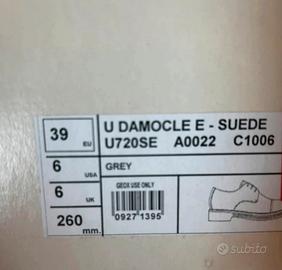 39 EU
U DAMOCLE E - SUEDE
U720SE A0022 C1006
6 USA
GREY
6 UK
GEOX USE ONLY
0927 1395
260 mm.
subito